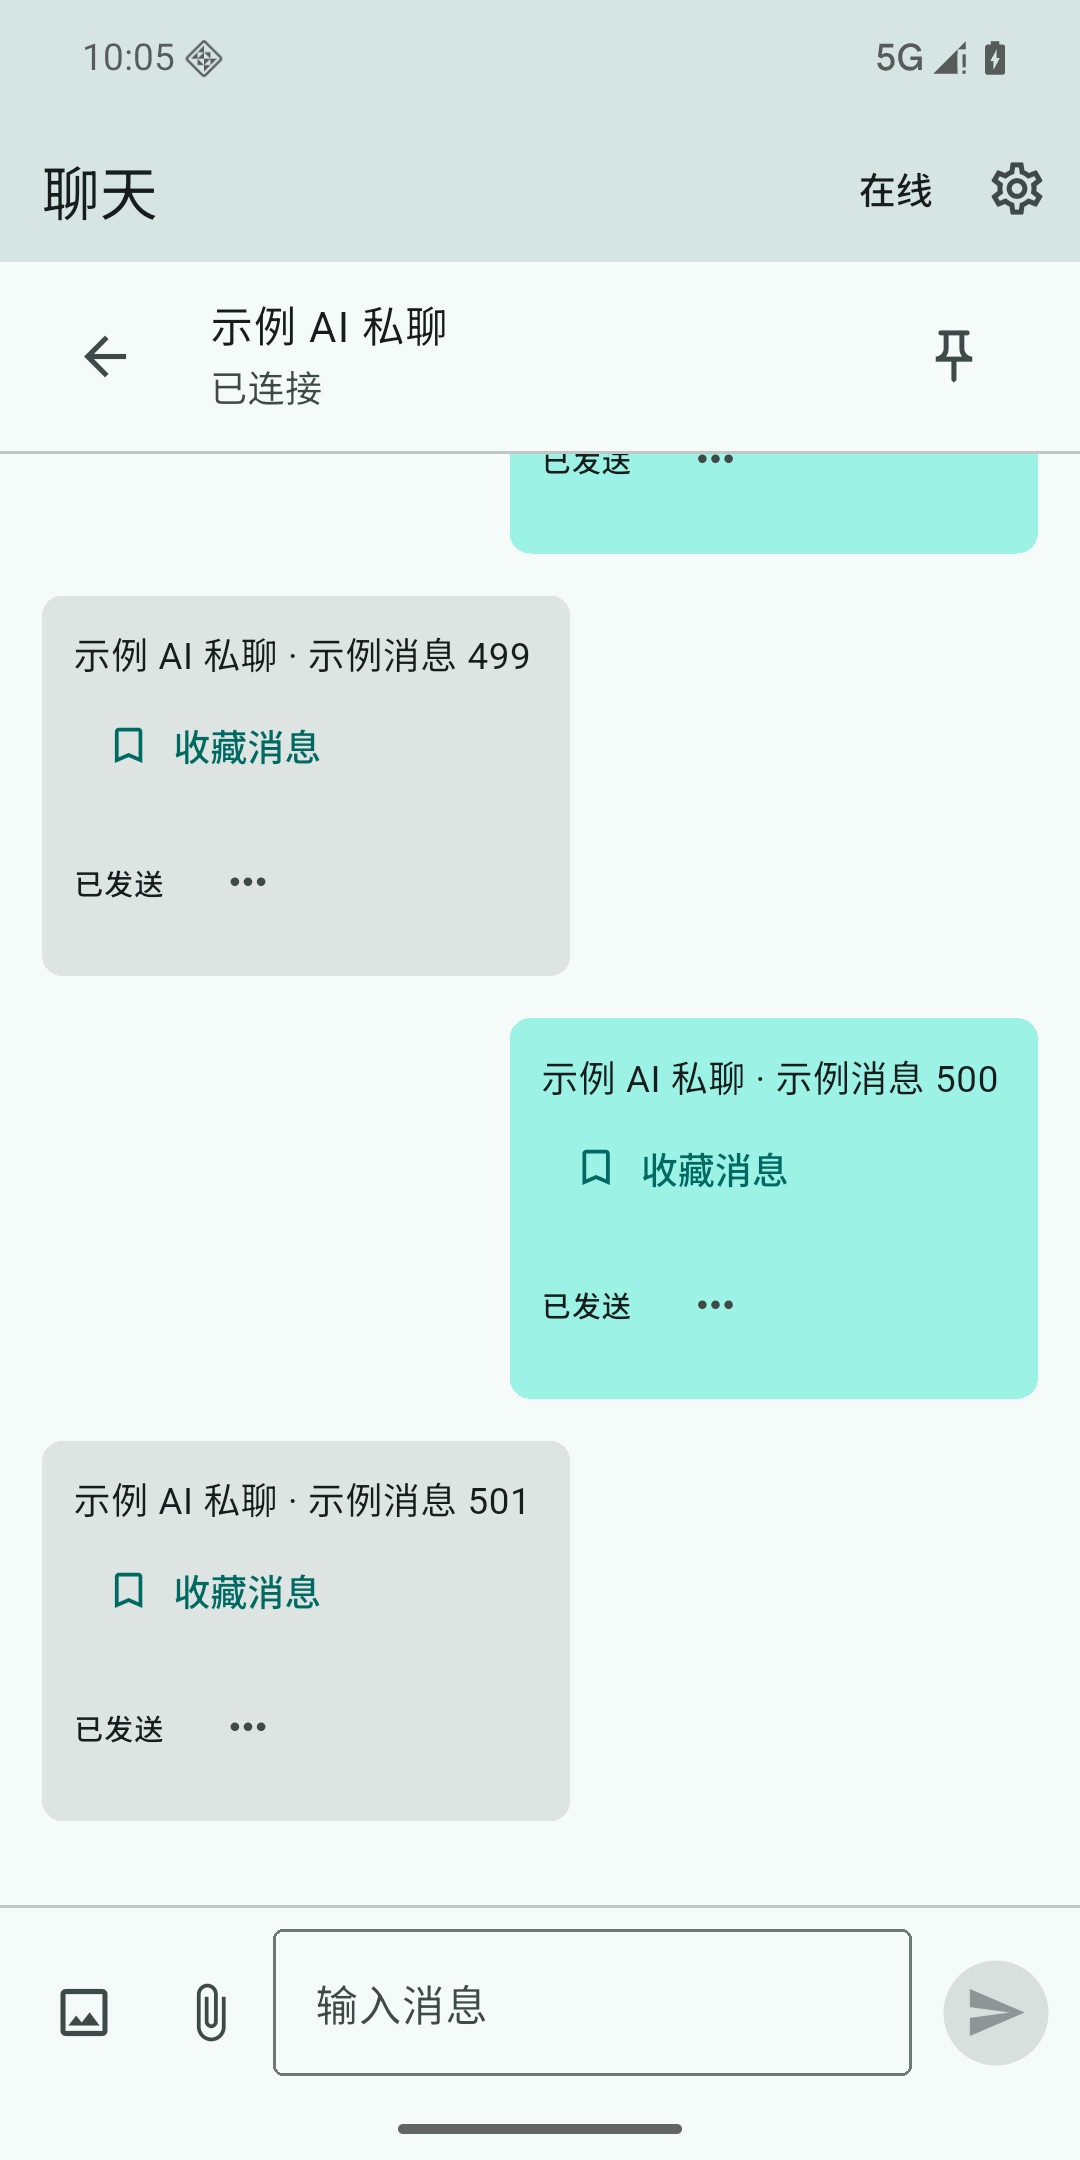 10:05
5G
聊天
在线
示例 AI 私聊
已连接
已发送
示例 AI 私聊 · 示例消息 499
收藏消息
已发送
示例 AI 私聊 · 示例消息 500
收藏消息
已发送
示例 AI 私聊 · 示例消息 501
收藏消息
已发送
输入消息